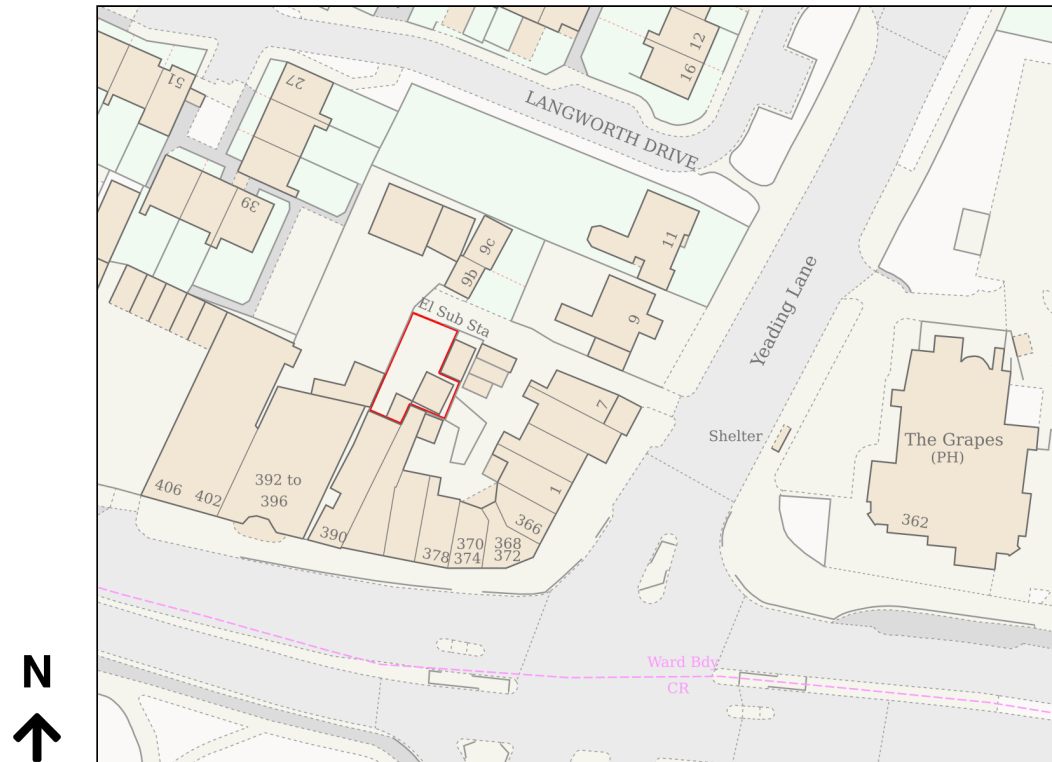 12
16
51
27
LANGWORTH DRIVE
39
11
9c
9b
El Sub Sta
9
Yeading Lane
7
Shelter
The Grapes
(PH)
362
406
402
392 to
396
390
378
370
374
368
372
366
1
Ward Bdy
CR
N